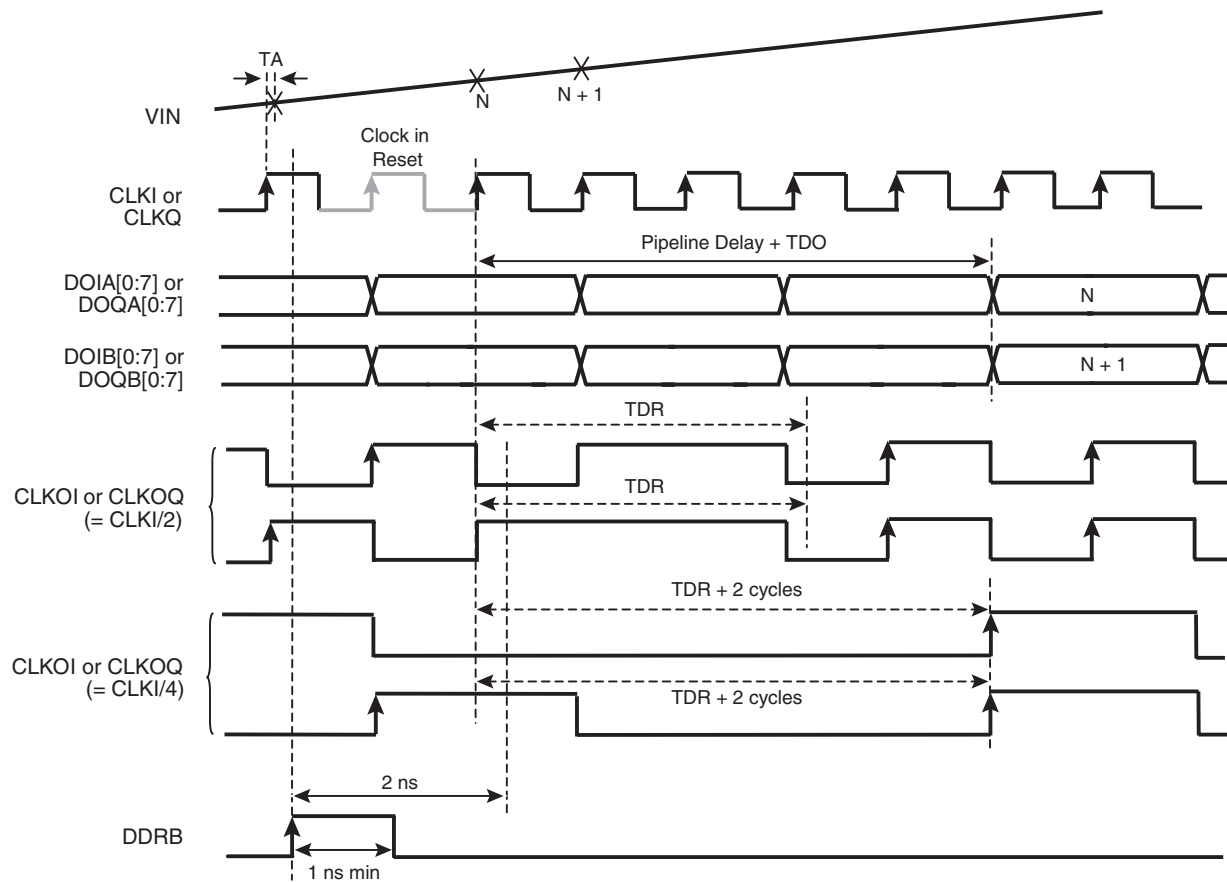 TA
VIN
N
N + 1
Clock in
Reset
CLKI or
CLKQ
Pipeline Delay + TDO
DOIA[0:7] or
DOQA[0:7]
N
DOIB[0:7] or
DOQB[0:7]
N + 1
TDR
CLKOI or CLKOQ
(= CLKI/2)
TDR
TDR + 2 cycles
CLKOI or CLKOQ
(= CLKI/4)
TDR + 2 cycles
2 ns
DDRB
1 ns min